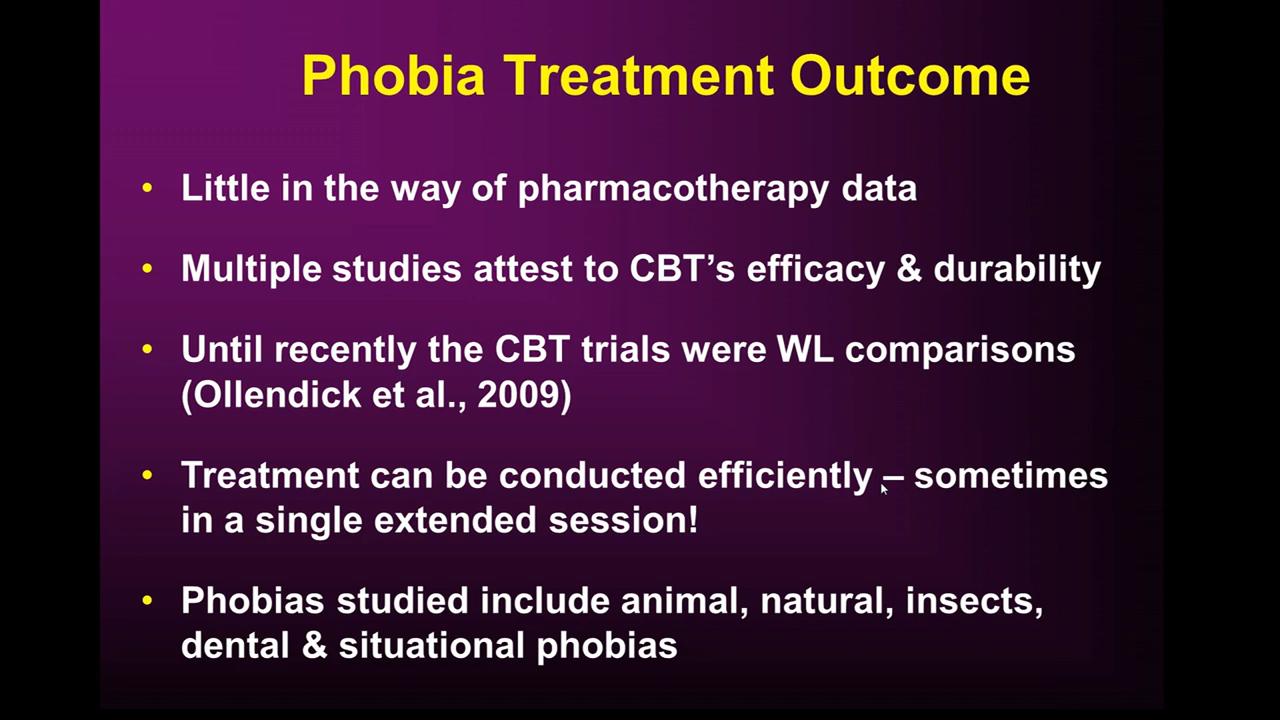 Phobia Treatment Outcome
• Little in the way of pharmacotherapy data
• Multiple studies attest to CBT’s efficacy & durability
• Until recently the CBT trials were WL comparisons
(Ollendick et al., 2009)
• Treatment can be conducted efficiently – sometimes
in a single extended session!
• Phobias studied include animal, natural, insects,
dental & situational phobias